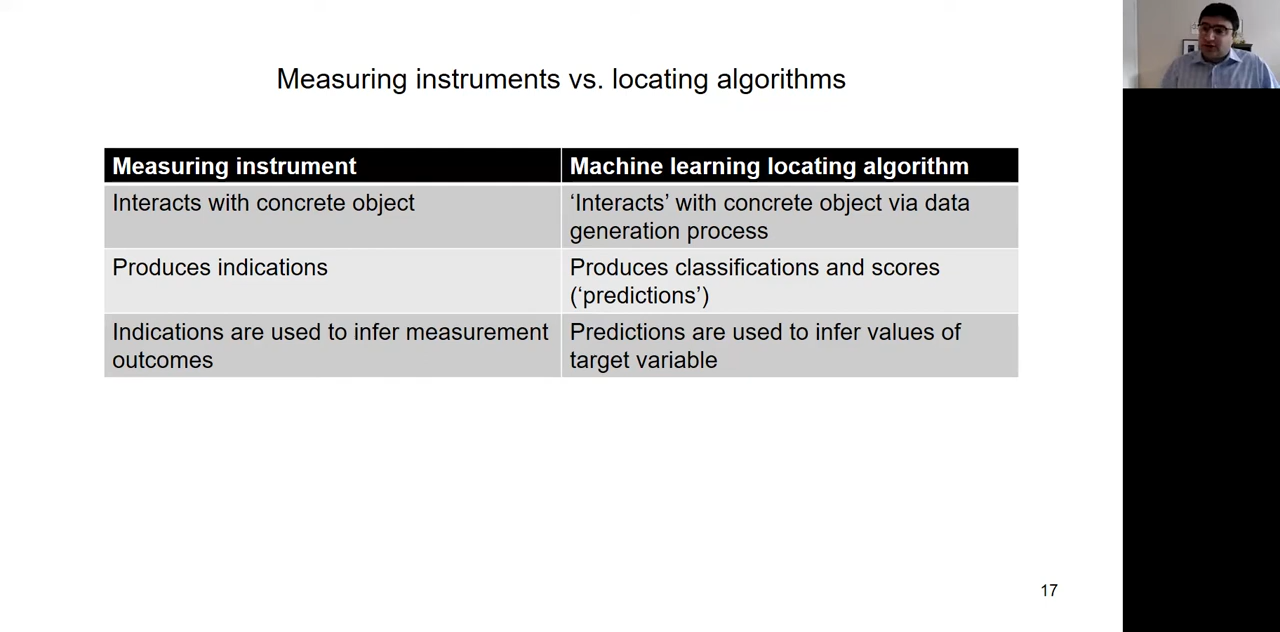 Measuring instruments vs. locating algorithms
Measuring instrument
Machine learning locating algorithm
Interacts with concrete object
‘Interacts’ with concrete object via data
generation process
Produces indications
Produces classifications and scores
(‘predictions’)
Indications are used to infer measurement
outcomes
Predictions are used to infer values of
target variable
17